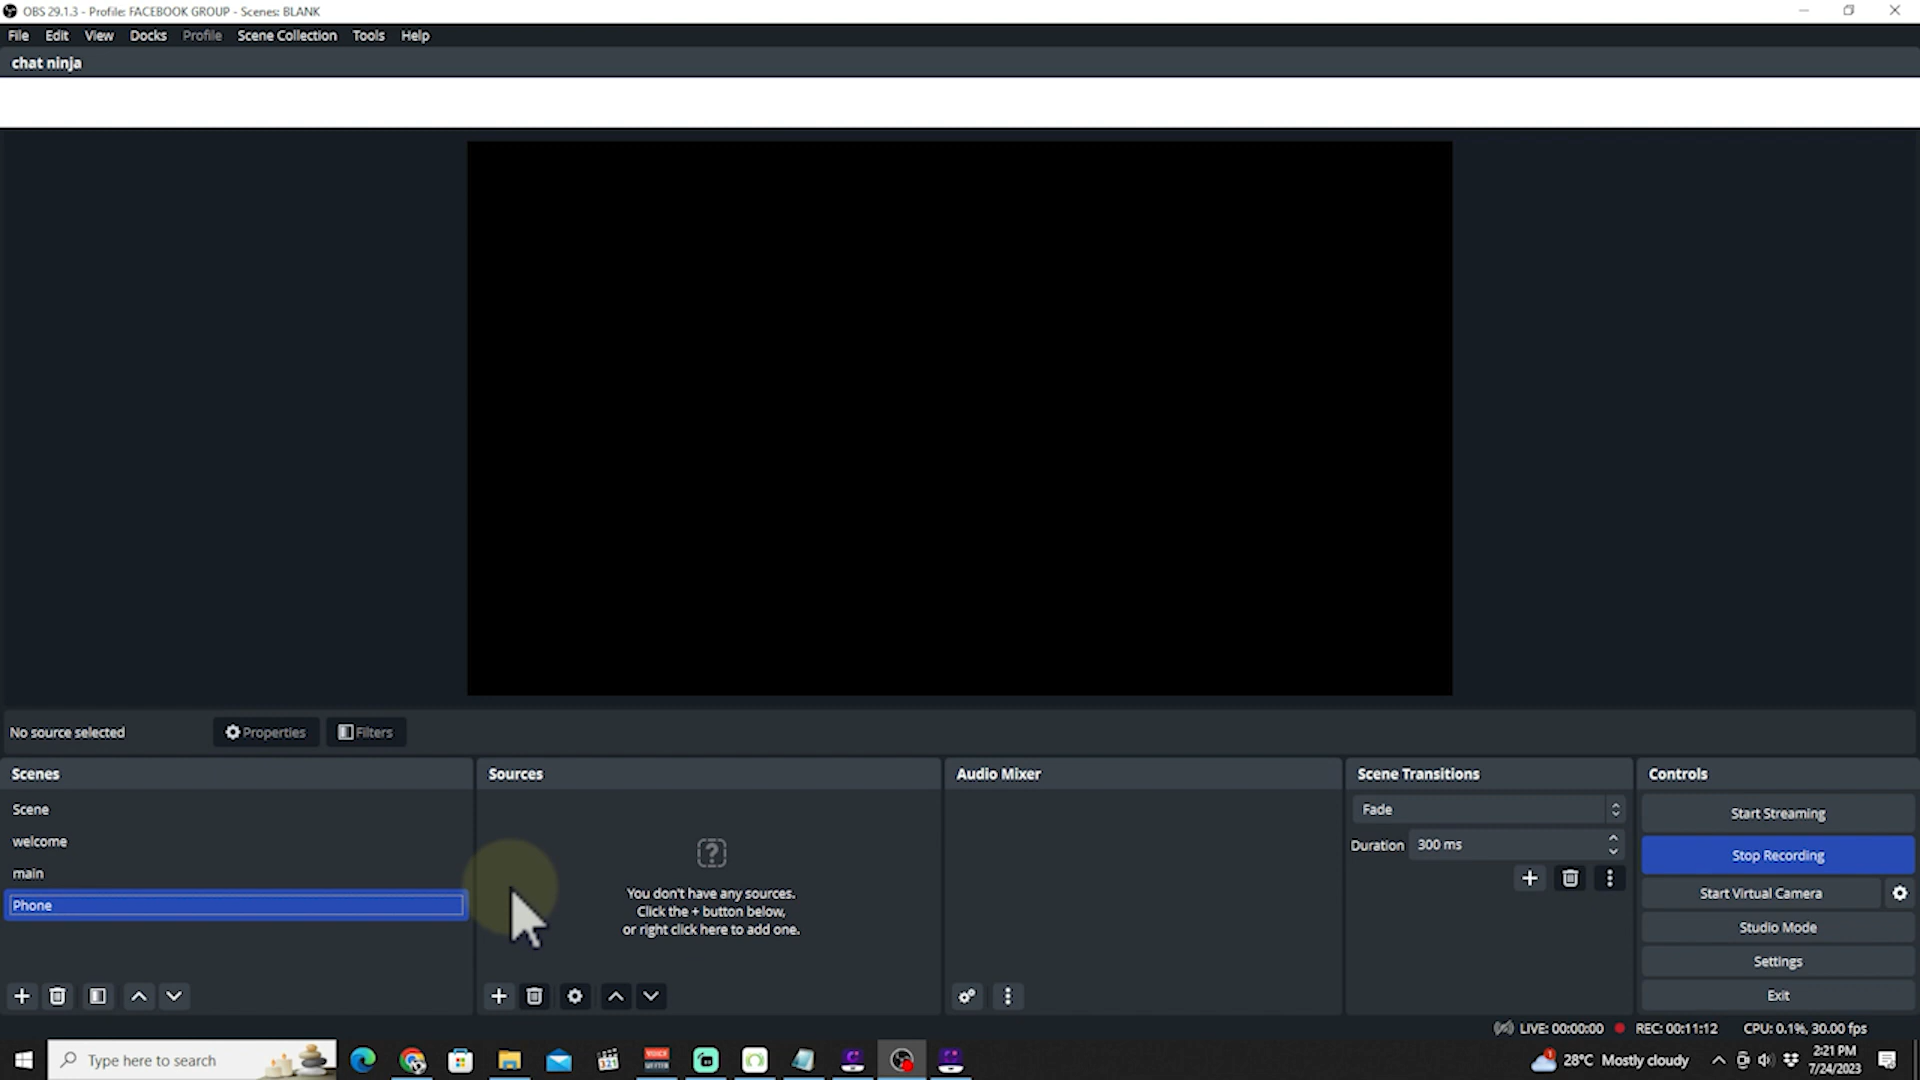 OBS 29.1.3 - Profile: FACEBOOK GROUP - Scenes: BLANK
File Edit View Docks Profile Scene Collection Tools Help
chat ninja
No source selected Properties Filters
Scenes
Scene
welcome
main
Phone
Sources
You don't have any sources.
Click the + button below,
or right click here to add one.
Audio Mixer
Scene Transitions
Fade
Duration 300 ms
Controls
Start Streaming
Stop Recording
Start Virtual Camera
Studio Mode
Settings
Exit
LIVE: 00:00:00 REC: 00:11:12 CPU: 0.1%, 30.00 fps
Type here to search
321
VOICE
1
28°C Mostly cloudy
2:21 PM
7/24/2023